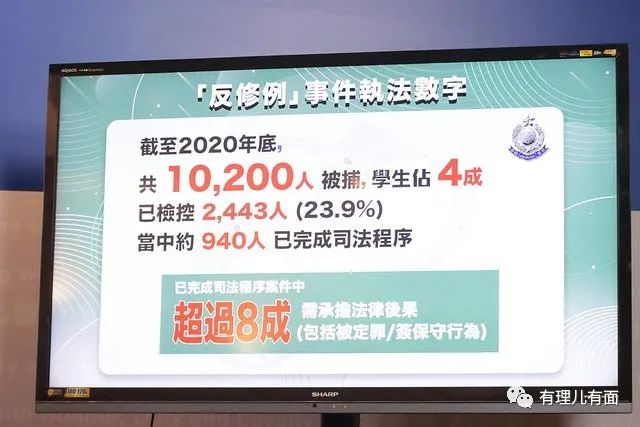 AQUOS
「反修例」事件執法數字
截至2020年底,
共 10,200人 被捕, 學生佔 4成
已檢控 2,443人 (23.9%)
當中約 940人 已完成司法程序
已完成司法程序案件中
超過8成
需承擔法律後果
(包括被定罪/簽保守行為)
SHARP
有理儿有面